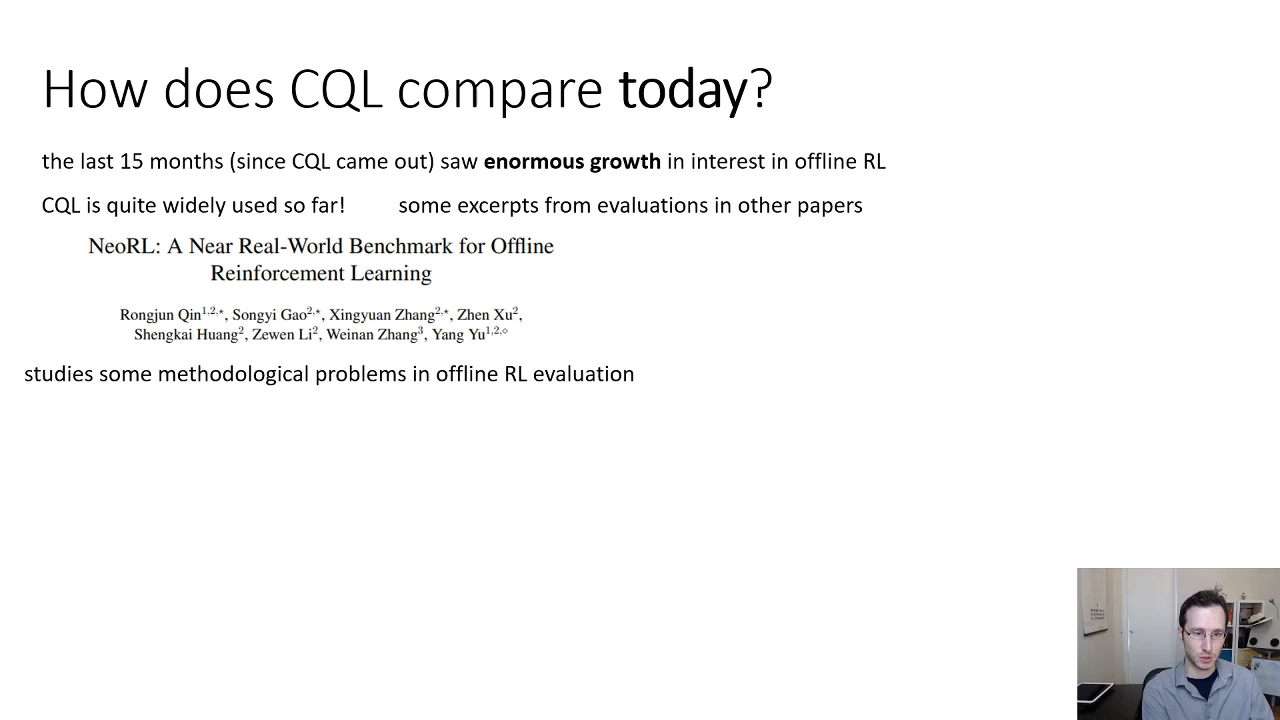 How does CQL compare today?
the last 15 months (since CQL came out) saw enormous growth in interest in offline RL
CQL is quite widely used so far! some excerpts from evaluations in other papers
NeoRL: A Near Real-World Benchmark for Offline
Reinforcement Learning
Rongjun Qin1,2,⋆, Songyi Gao2,⋆, Xingyuan Zhang2,⋆, Zhen Xu2,
Shengkai Huang2, Zewen Li2, Weinan Zhang3, Yang Yu1,2,⋄
studies some methodological problems in offline RL evaluation